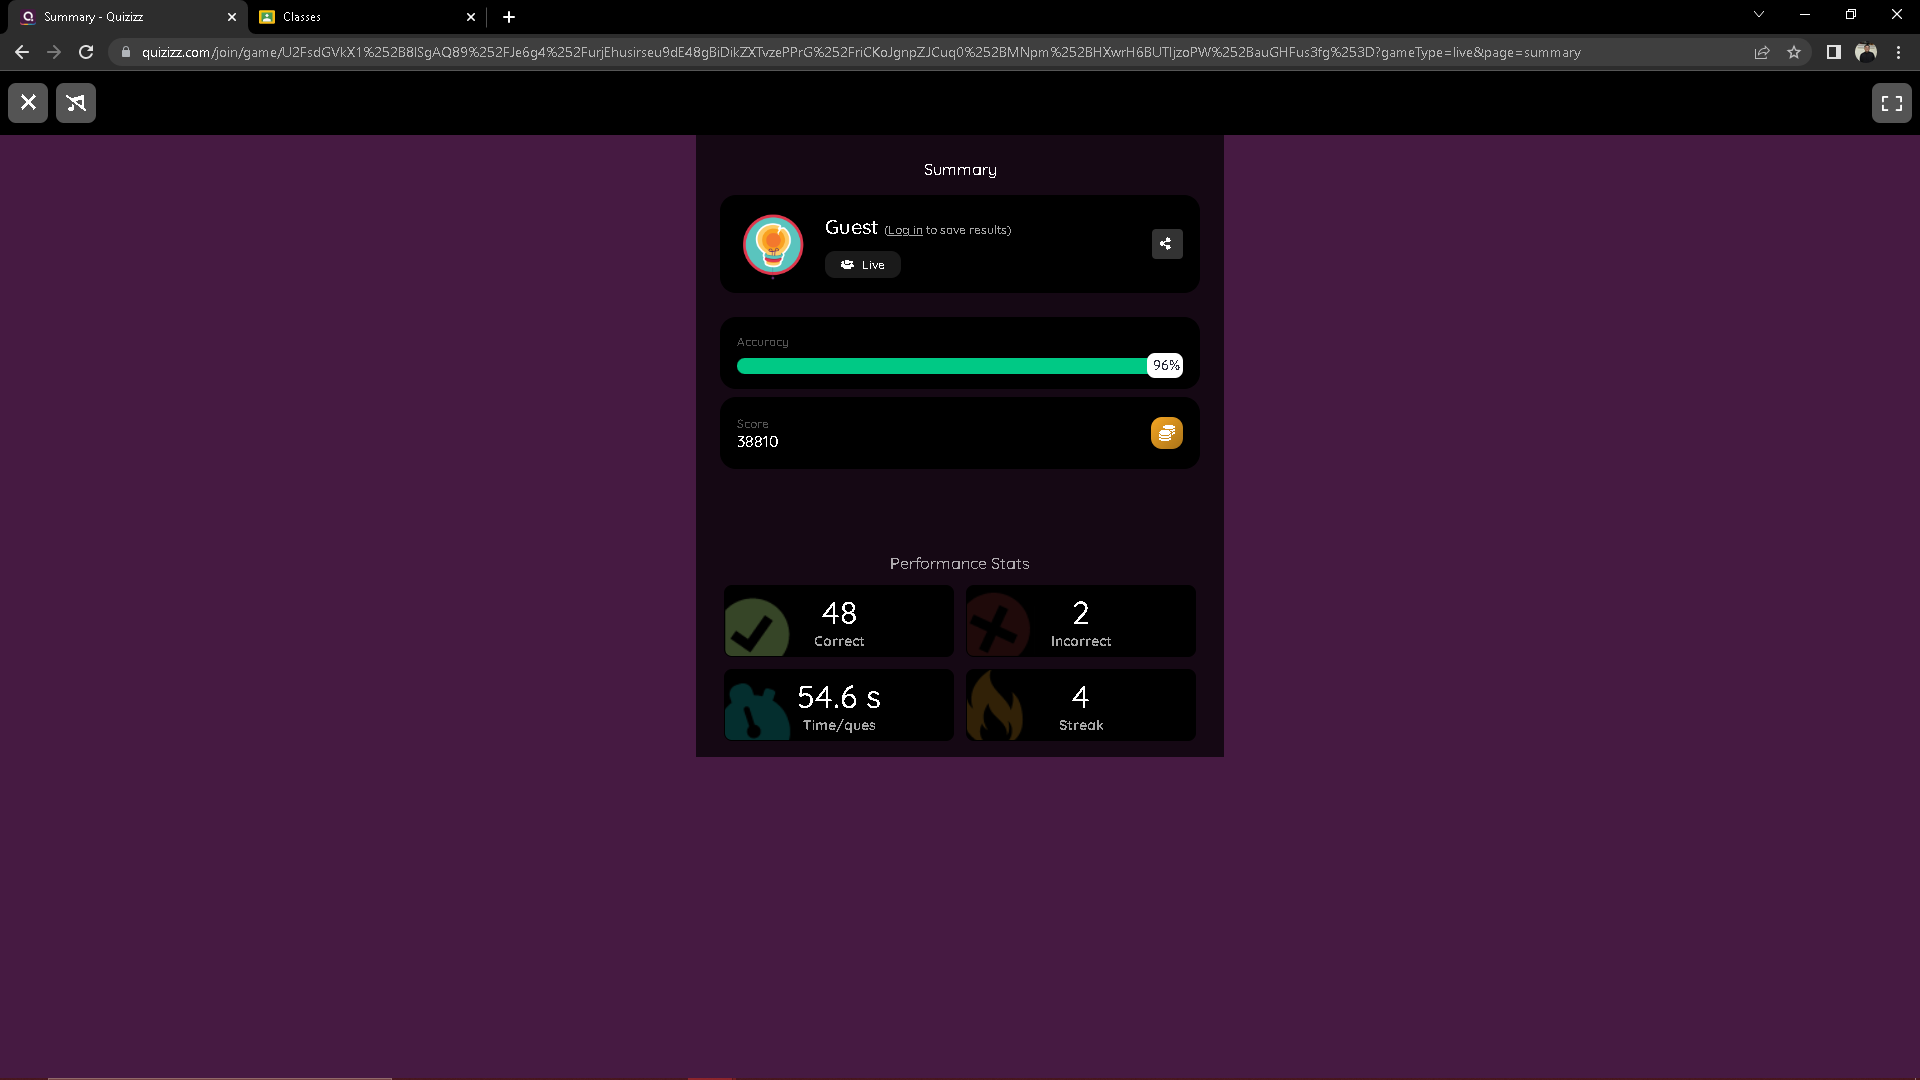 Summary - Quizizz
Classes
quizizz.com/join/game/U2FsdGVkX1%252B8lSgAQ89%252FJe6g4%252FurjEhusirseu9dE48gBiDikZXTvzePPrG%252FriCKoJgnpZJCuq0%252BMNpm%252BHXwrH6BUTljzoPW%252BauGHFus3fg%253D?gameType=live&page=summary
Summary
Guest (Log in to save results)
Live
Accuracy
96%
Score
38810
Performance Stats
48
Correct
2
Incorrect
54.6 s
Time/ques
4
Streak